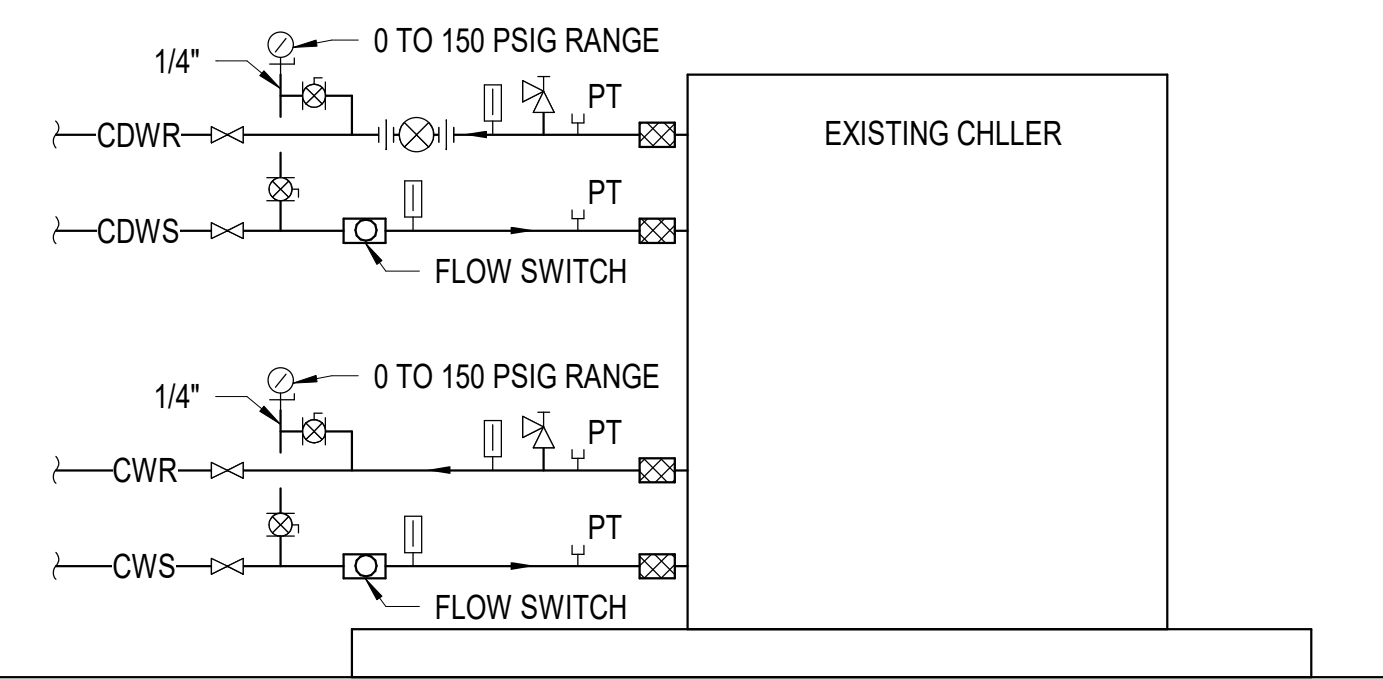 0 TO 150 PSIG RANGE
1/4"
PT
CDWR
EXISTING CHLLER
PT
CDWS
FLOW SWITCH
0 TO 150 PSIG RANGE
1/4"
PT
CWR
PT
CWS
FLOW SWITCH